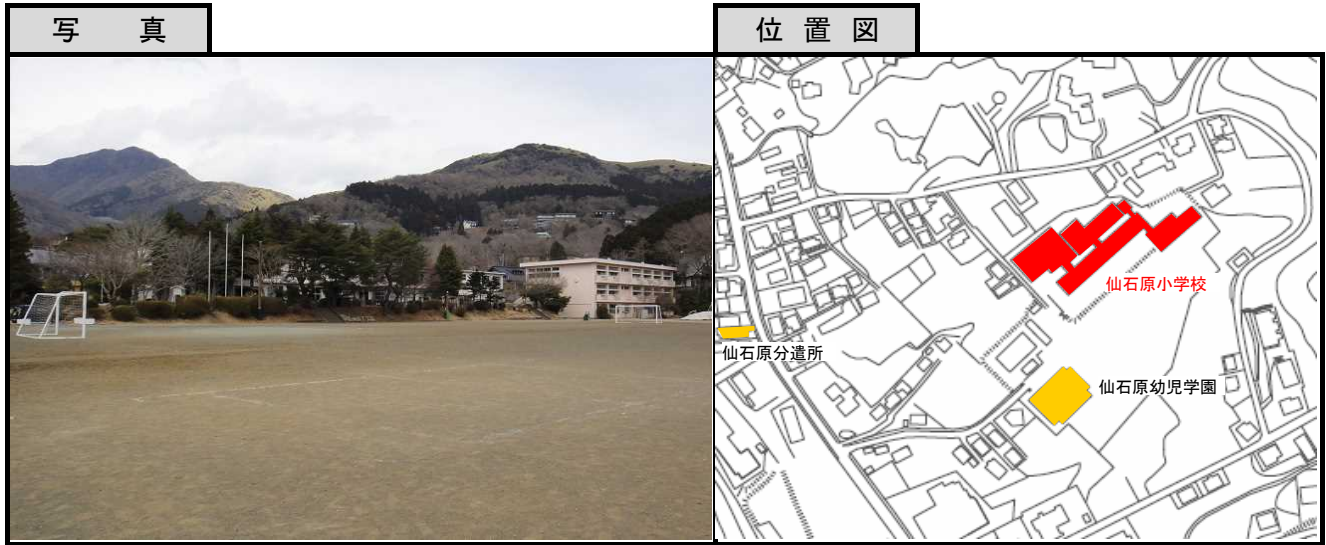 写 真
位 置 図
仙石原小学校
仙石原分遣所
仙石原幼児学園